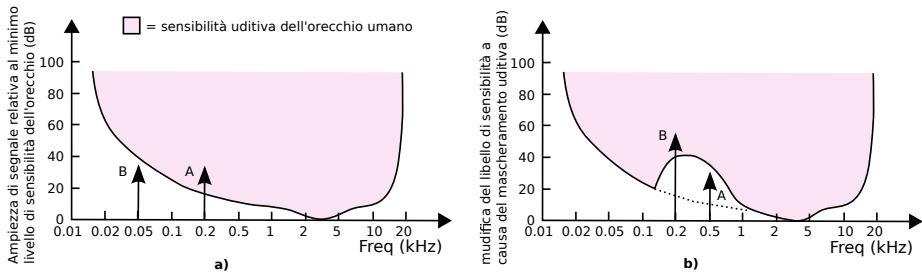 Ampiezza di segnale relativa al minimo
livello di sensibilità dell'orecchio (dB)
= sensibilità uditiva dell'orecchio umano
100
80
60
40
20
0
B
A
0.01 0.02 0.05 0.1 0.2 0.5 1 2 5 10 20
Freq (kHz)
a)
mudifica del libello di sensibilità a
causa del mascheramento uditiva (dB)
100
80
60
40
20
0
B
A
0.01 0.02 0.05 0.1 0.2 0.5 1 2 5 10 20
Freq (kHz)
b)